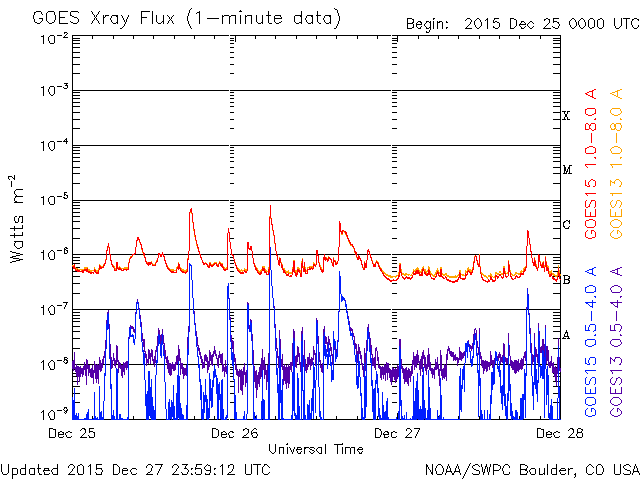 GOES Xray Flux (1-minute data)
Begin: 2015 Dec 25 0000 UTC
10-2
10-3
10-4
10-5
10-6
10-7
10-8
10-9
Watts m-2
X
M
C
B
A
GOES15 1.0-8.0 A
GOES13 1.0-8.0 A
GOES15 0.5-4.0 A
GOES13 0.5-4.0 A
Dec 25
Dec 26
Dec 27
Dec 28
Universal Time
Updated 2015 Dec 27 23:59:12 UTC
NOAA/SWPC Boulder, CO USA